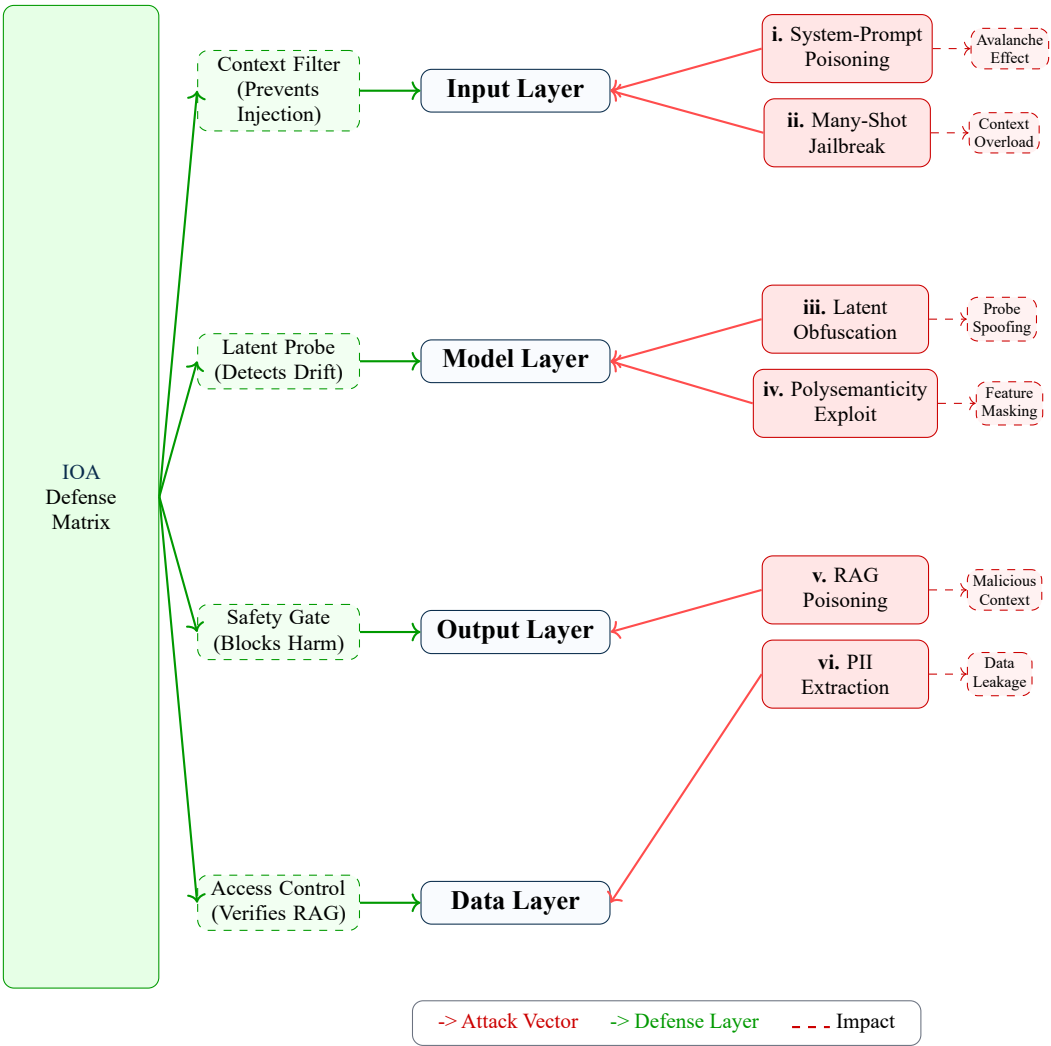 IOA
Defense
Matrix
Context Filter
(Prevents
Injection)
Input Layer
i. System-Prompt
Poisoning
Avalanche
Effect
ii. Many-Shot
Jailbreak
Context
Overload
Latent Probe
(Detects Drift)
Model Layer
iii. Latent
Obfuscation
Probe
Spoofing
iv. Polysemanticity
Exploit
Feature
Masking
Safety Gate
(Blocks Harm)
Output Layer
v. RAG
Poisoning
Malicious
Context
vi. PII
Extraction
Data
Leakage
Access Control
(Verifies RAG)
Data Layer
-> Attack Vector
-> Defense Layer
Impact